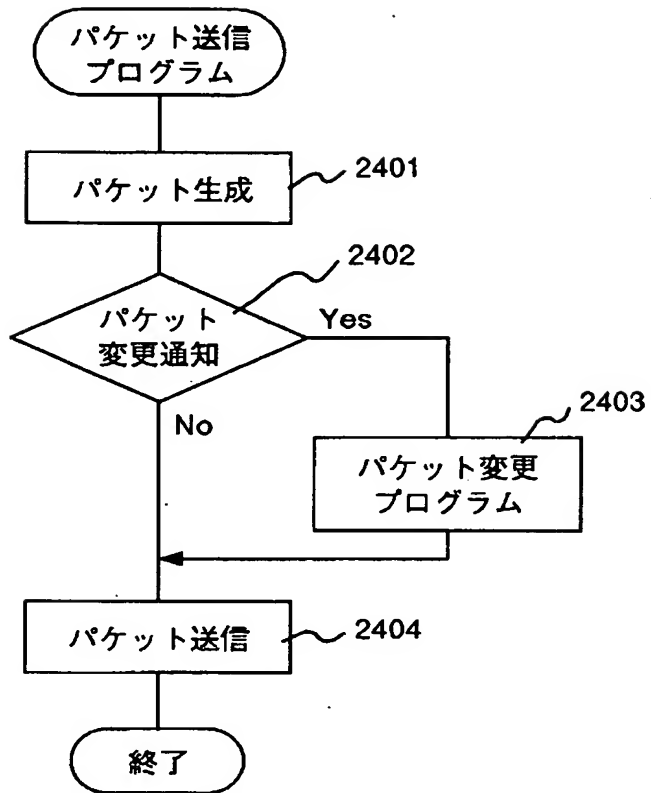 パケット送信
プログラム
パケット生成
2401
2402
パケット
変更通知
Yes
No
2403
パケット変更
プログラム
パケット送信
2404
終了